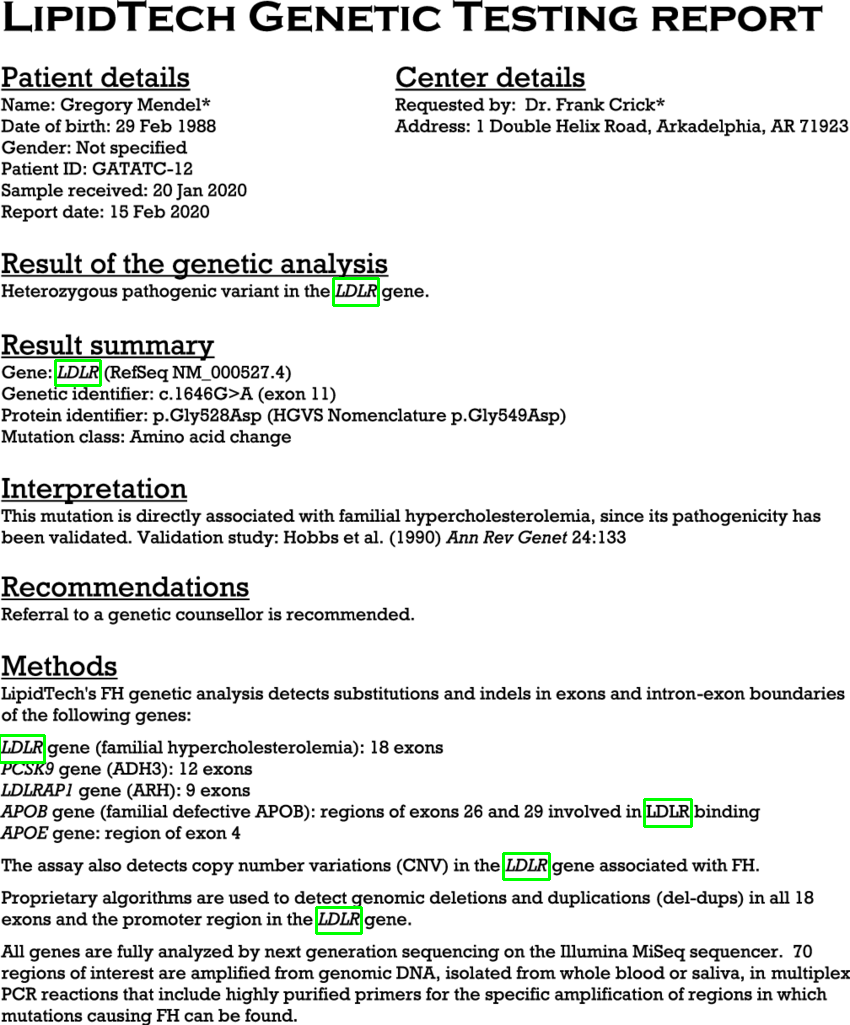 LipidTech Genetic Testing report
Patient details
Name: Gregory Mendel*
Date of birth: 29 Feb 1988
Gender: Not specified
Patient ID: GATATC-12
Sample received: 20 Jan 2020
Report date: 15 Feb 2020
Center details
Requested by:  Dr. Frank Crick*
Address: 1 Double Helix Road, Arkadelphia, AR 71923
Result of the genetic analysis
Heterozygous pathogenic variant in the LDLR gene.
Result summary
Gene: LDLR (RefSeq NM_000527.4)
Genetic identifier: c.1646G>A (exon 11)
Protein identifier: p.Gly528Asp (HGVS Nomenclature p.Gly549Asp)
Mutation class: Amino acid change
Interpretation
This mutation is directly associated with familial hypercholesterolemia, since its pathogenicity has
been validated. Validation study: Hobbs et al. (1990) Ann Rev Genet 24:133
Recommendations
Referral to a genetic counsellor is recommended.
Methods
LipidTech's FH genetic analysis detects substitutions and indels in exons and intron-exon boundaries
of the following genes:
LDLR gene (familial hypercholesterolemia): 18 exons
PCSK9 gene (ADH3): 12 exons
LDLRAP1 gene (ARH): 9 exons
APOB gene (familial defective APOB): regions of exons 26 and 29 involved in LDLR binding
APOE gene: region of exon 4
The assay also detects copy number variations (CNV) in the LDLR gene associated with FH.
Proprietary algorithms are used to detect genomic deletions and duplications (del-dups) in all 18
exons and the promoter region in the LDLR gene.
All genes are fully analyzed by next generation sequencing on the Illumina MiSeq sequencer.  70
regions of interest are amplified from genomic DNA, isolated from whole blood or saliva, in multiplex
PCR reactions that include highly purified primers for the specific amplification of regions in which
mutations causing FH can be found.